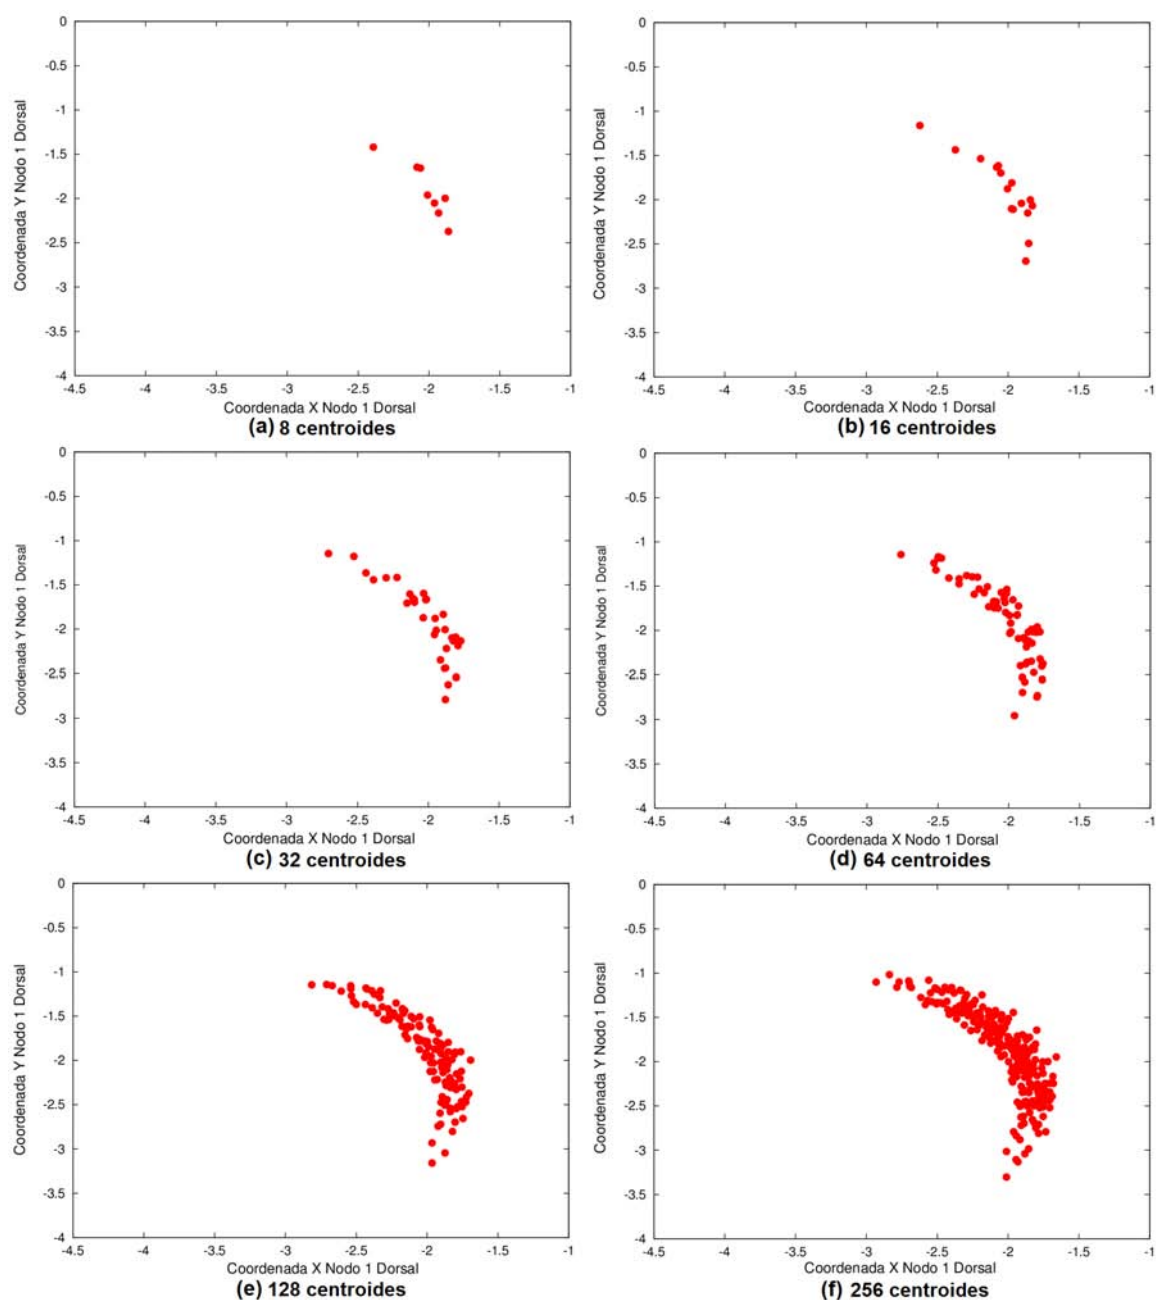 0
-0.5
-1
-1.5
-2
-2.5
-3
-3.5
-4
-4.5 -4 -3.5 -3 -2.5 -2 -1.5 -1
Coordenada Y Nodo 1 Dorsal
Coordenada X Nodo 1 Dorsal
(a) 8 centroides
0
-0.5
-1
-1.5
-2
-2.5
-3
-3.5
-4
-4.5 -4 -3.5 -3 -2.5 -2 -1.5 -1
Coordenada Y Nodo 1 Dorsal
Coordenada X Nodo 1 Dorsal
(b) 16 centroides
0
-0.5
-1
-1.5
-2
-2.5
-3
-3.5
-4
-4.5 -4 -3.5 -3 -2.5 -2 -1.5 -1
Coordenada Y Nodo 1 Dorsal
Coordenada X Nodo 1 Dorsal
(c) 32 centroides
0
-0.5
-1
-1.5
-2
-2.5
-3
-3.5
-4
-4.5 -4 -3.5 -3 -2.5 -2 -1.5 -1
Coordenada Y Nodo 1 Dorsal
Coordenada X Nodo 1 Dorsal
(d) 64 centroides
0
-0.5
-1
-1.5
-2
-2.5
-3
-3.5
-4
-4.5 -4 -3.5 -3 -2.5 -2 -1.5 -1
Coordenada Y Nodo 1 Dorsal
Coordenada X Nodo 1 Dorsal
(e) 128 centroides
0
-0.5
-1
-1.5
-2
-2.5
-3
-3.5
-4
-4.5 -4 -3.5 -3 -2.5 -2 -1.5 -1
Coordenada Y Nodo 1 Dorsal
Coordenada X Nodo 1 Dorsal
(f) 256 centroides